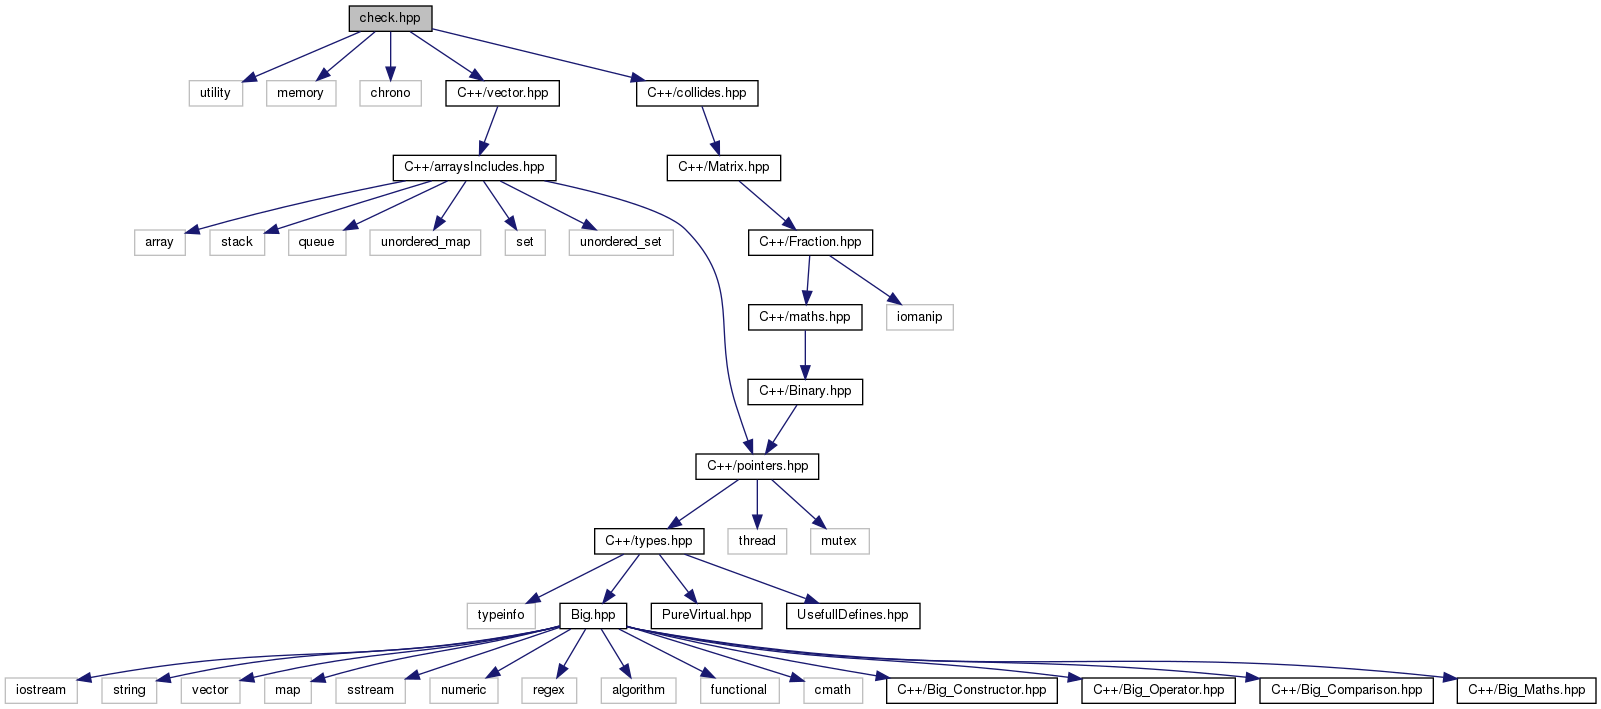 check.hpp
utility
memory
chrono
C++/vector.hpp
C++/collides.hpp
C++/arraysIncludes.hpp
C++/Matrix.hpp
array
stack
queue
unordered_map
set
unordered_set
C++/Fraction.hpp
C++/maths.hpp
iomanip
C++/Binary.hpp
C++/pointers.hpp
C++/types.hpp
thread
mutex
typeinfo
Big.hpp
PureVirtual.hpp
UsefullDefines.hpp
iostream
string
vector
map
sstream
numeric
regex
algorithm
functional
cmath
C++/Big_Constructor.hpp
C++/Big_Operator.hpp
C++/Big_Comparison.hpp
C++/Big_Maths.hpp